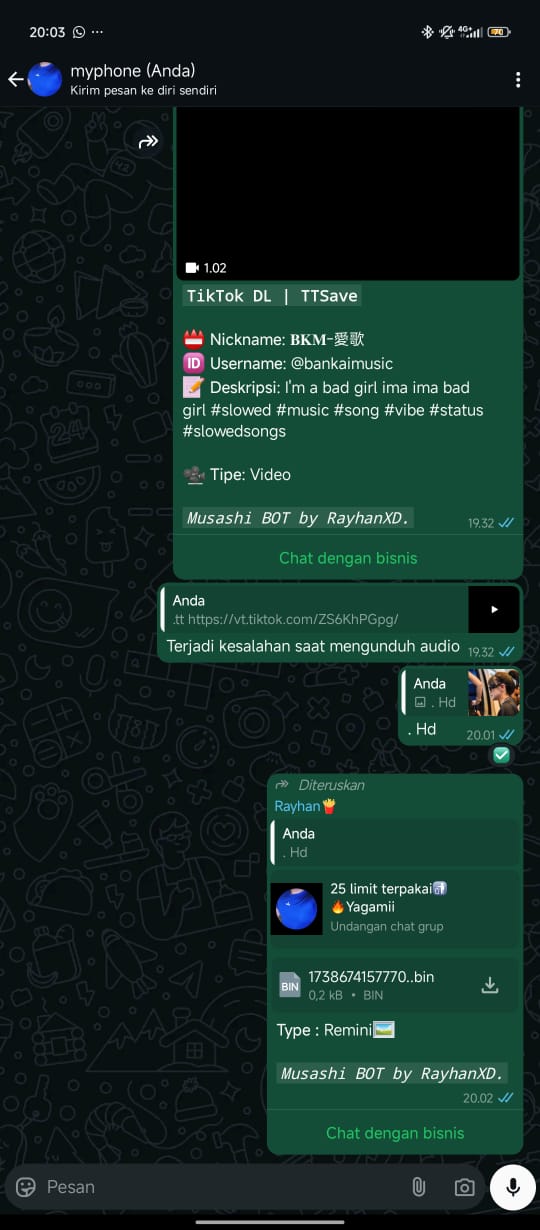 20:03
4G+
70
myphone (Anda)
Kirim pesan ke diri sendiri
1.02
TikTok DL | TTSave
📛 Nickname: 𝐁𝐊𝐌-愛歌
🆔 Username: @bankaimusic
📝 Deskripsi: I'm a bad girl ima ima bad
girl #slowed #music #song #vibe #status
#slowedsongs
🎥 Tipe: Video
Musashi BOT by RayhanXD.
19.32
Chat dengan bisnis
Anda
.tt https://vt.tiktok.com/ZS6KhPGpg/
Terjadi kesalahan saat mengunduh audio
19.32
Anda
. Hd
. Hd
20.01
✅
Diteruskan
Rayhan🍟
Anda
. Hd
25 limit terpakai
🔥Yagamii
Undangan chat grup
BIN
1738674157770..bin
0,2 kB • BIN
Type : Remini🖼️
Musashi BOT by RayhanXD.
20.02
Chat dengan bisnis
Pesan